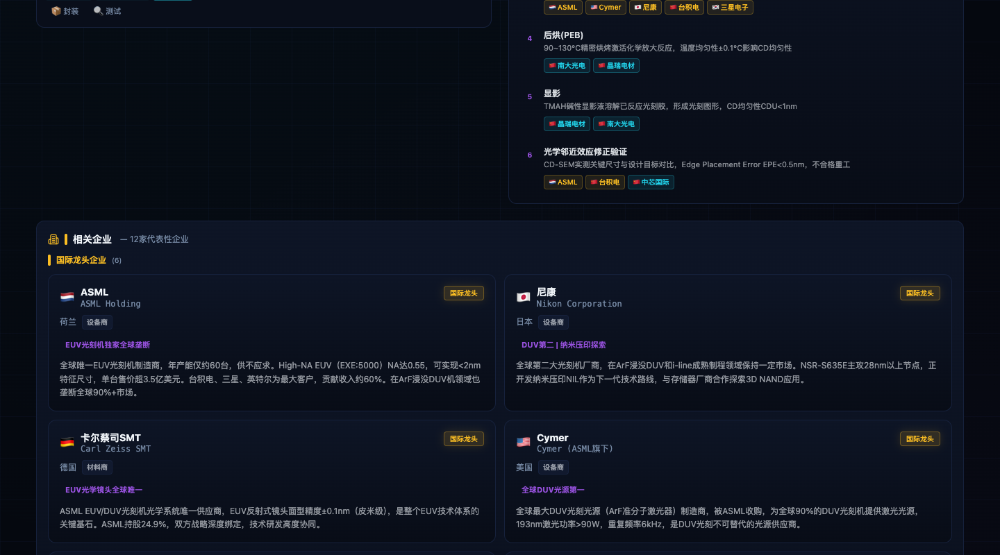 封装 测试
ASML Cymer 尼康 台积电 三星电子
4 后烘(PEB)
90~130°C精密烘烤激活化学放大反应，温度均匀性±0.1°C影响CD均匀性
南大光电 晶瑞电材
5 显影
TMAH碱性显影液溶解已反应光刻胶，形成光刻图形，CD均匀性CDU<1nm
晶瑞电材 南大光电
6 光学邻近效应修正验证
CD-SEM实测关键尺寸与设计目标对比，Edge Placement Error EPE<0.5nm，不合格重工
ASML 台积电 中芯国际
相关企业 — 12家代表性企业
国际龙头企业 (6)
ASML 国际龙头
ASML Holding
荷兰 设备商
EUV光刻机独家全球垄断
全球唯一EUV光刻机制造商，年产能仅约60台，供不应求。High-NA EUV（EXE:5000）NA达0.55，可实现<2nm
特征尺寸，单台售价超3.5亿美元。台积电、三星、英特尔为最大客户，贡献收入约60%。在ArF浸没DUV机领域也
垄断全球90%+市场。
尼康 国际龙头
Nikon Corporation
日本 设备商
DUV第二 | 纳米压印探索
全球第二大光刻机厂商，在ArF浸没DUV和i-line成熟制程领域保持一定市场。NSR-S635E主攻28nm以上节点，正
开发纳米压印NIL作为下一代技术路线，与存储器厂商合作探索3D NAND应用。
卡尔蔡司SMT 国际龙头
Carl Zeiss SMT
德国 材料商
EUV光学镜头全球唯一
ASML EUV/DUV光刻机光学系统唯一供应商，EUV反射式镜头面型精度±0.1nm（皮米级），是整个EUV技术体系的
关键基石。ASML持股24.9%，双方战略深度绑定，技术研发高度协同。
Cymer 国际龙头
Cymer (ASML旗下)
美国 设备商
全球DUV光源第一
全球最大DUV光刻光源（ArF准分子激光器）制造商，被ASML收购，为全球90%的DUV光刻机提供激光光源，
193nm激光功率>90W，重复频率6kHz，是DUV光刻不可替代的光源供应商。